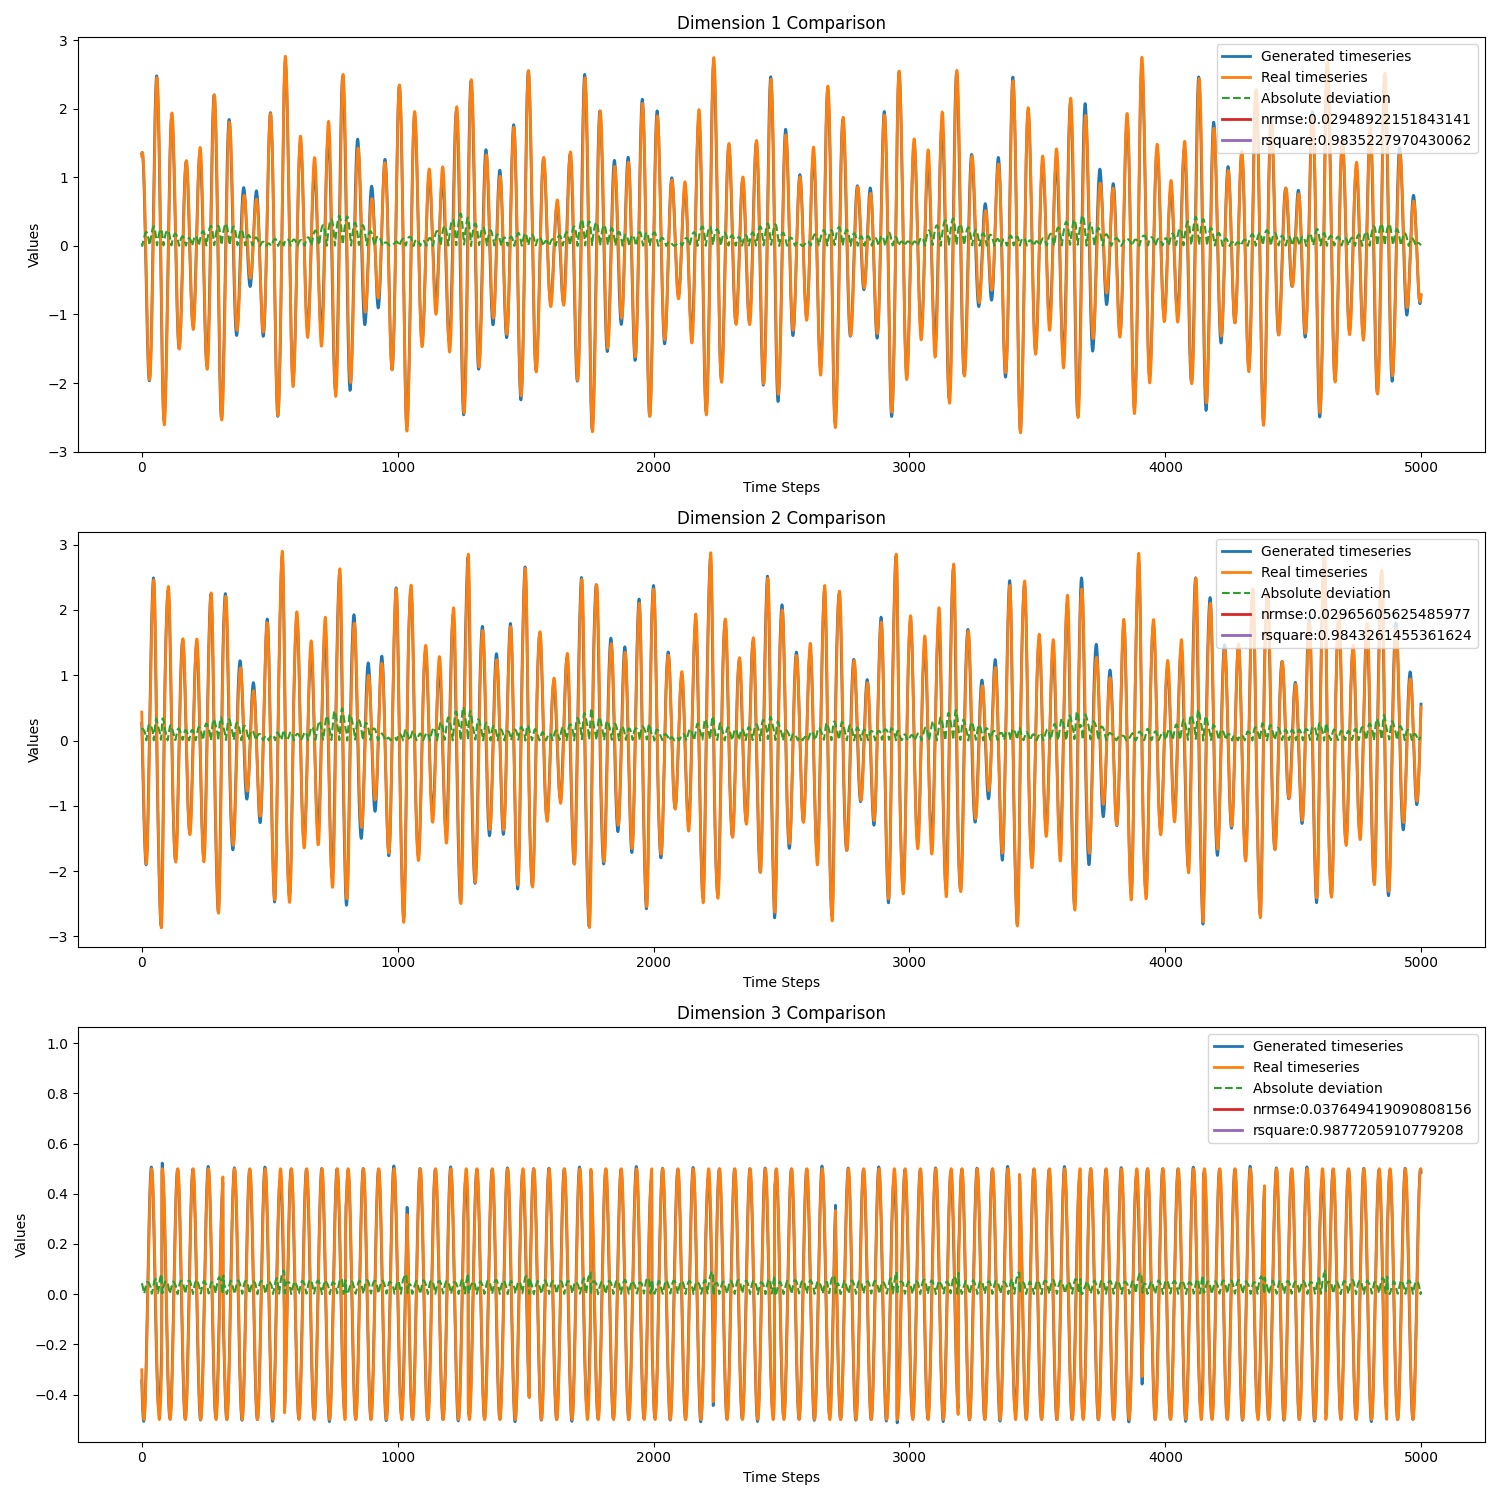 Dimension 1 Comparison
3
2
1
0
−1
−2
−3
Values
0
1000
2000
3000
4000
5000
Time Steps
Generated timeseries
Real timeseries
Absolute deviation
nrmse:0.02948922151843141
rsquare:0.9835227970430062
Dimension 2 Comparison
3
2
1
0
−1
−2
−3
Values
0
1000
2000
3000
4000
5000
Time Steps
Generated timeseries
Real timeseries
Absolute deviation
nrmse:0.02965605625485977
rsquare:0.9843261455361624
Dimension 3 Comparison
1.0
0.8
0.6
0.4
0.2
0.0
−0.2
−0.4
Values
0
1000
2000
3000
4000
5000
Time Steps
Generated timeseries
Real timeseries
Absolute deviation
nrmse:0.037649419090808156
rsquare:0.9877205910779208